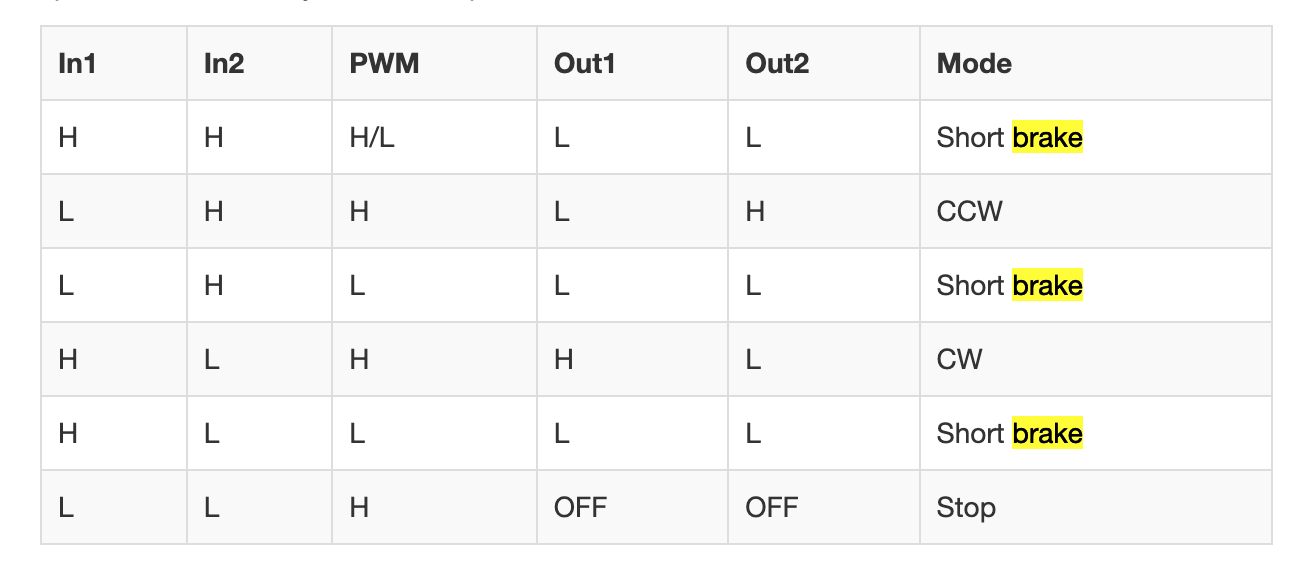 In1 In2 PWM Out1 Out2 Mode
H H H/L L L Short brake
L H H L H CCW
L H L L L Short brake
H L H H L CW
H L L L L Short brake
L L H OFF OFF Stop